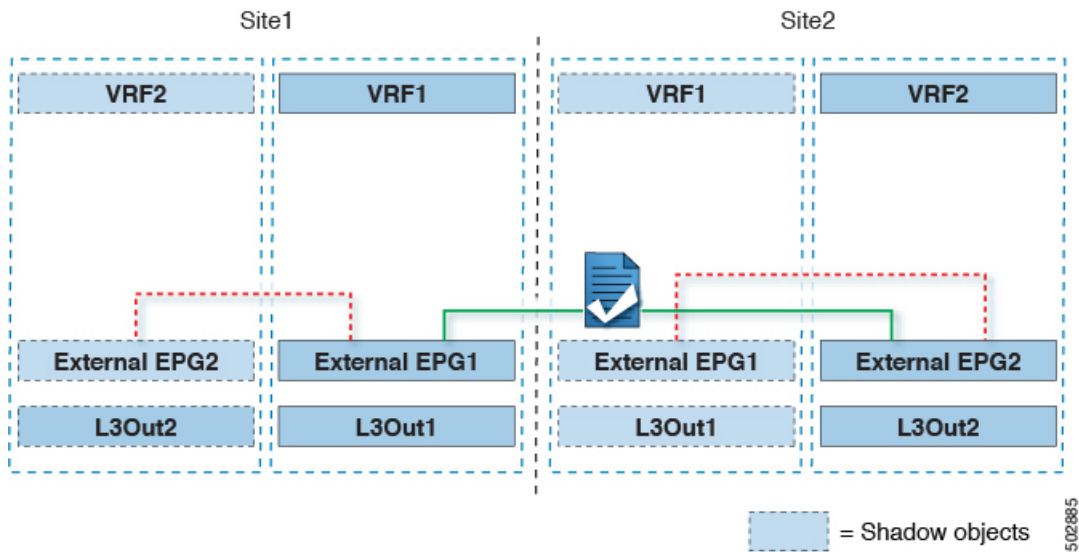 Site1
Site2
VRF2
VRF1
VRF1
VRF2
External EPG2
External EPG1
External EPG1
External EPG2
L3Out2
L3Out1
L3Out1
L3Out2
= Shadow objects
502885